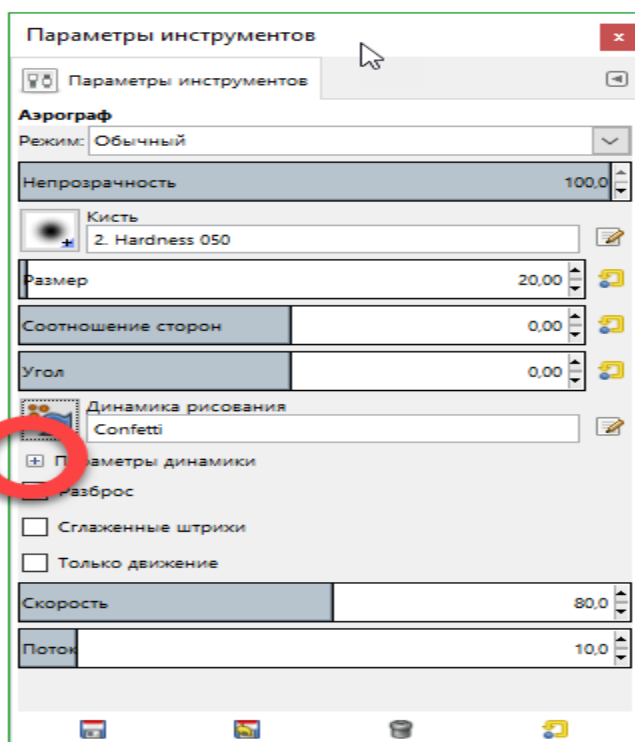 Параметры инструментов
Параметры инструментов
Аэрограф
Режим: Обычный
Непрозрачность 100,0
Кисть
2. Hardness 050
Размер 20,00
Соотношение сторон 0,00
Угол 0,00
Динамика рисования
Confetti
Параметры динамики
Разброс
Сглаженные штрихи
Только движение
Скорость 80,0
Поток 10,0